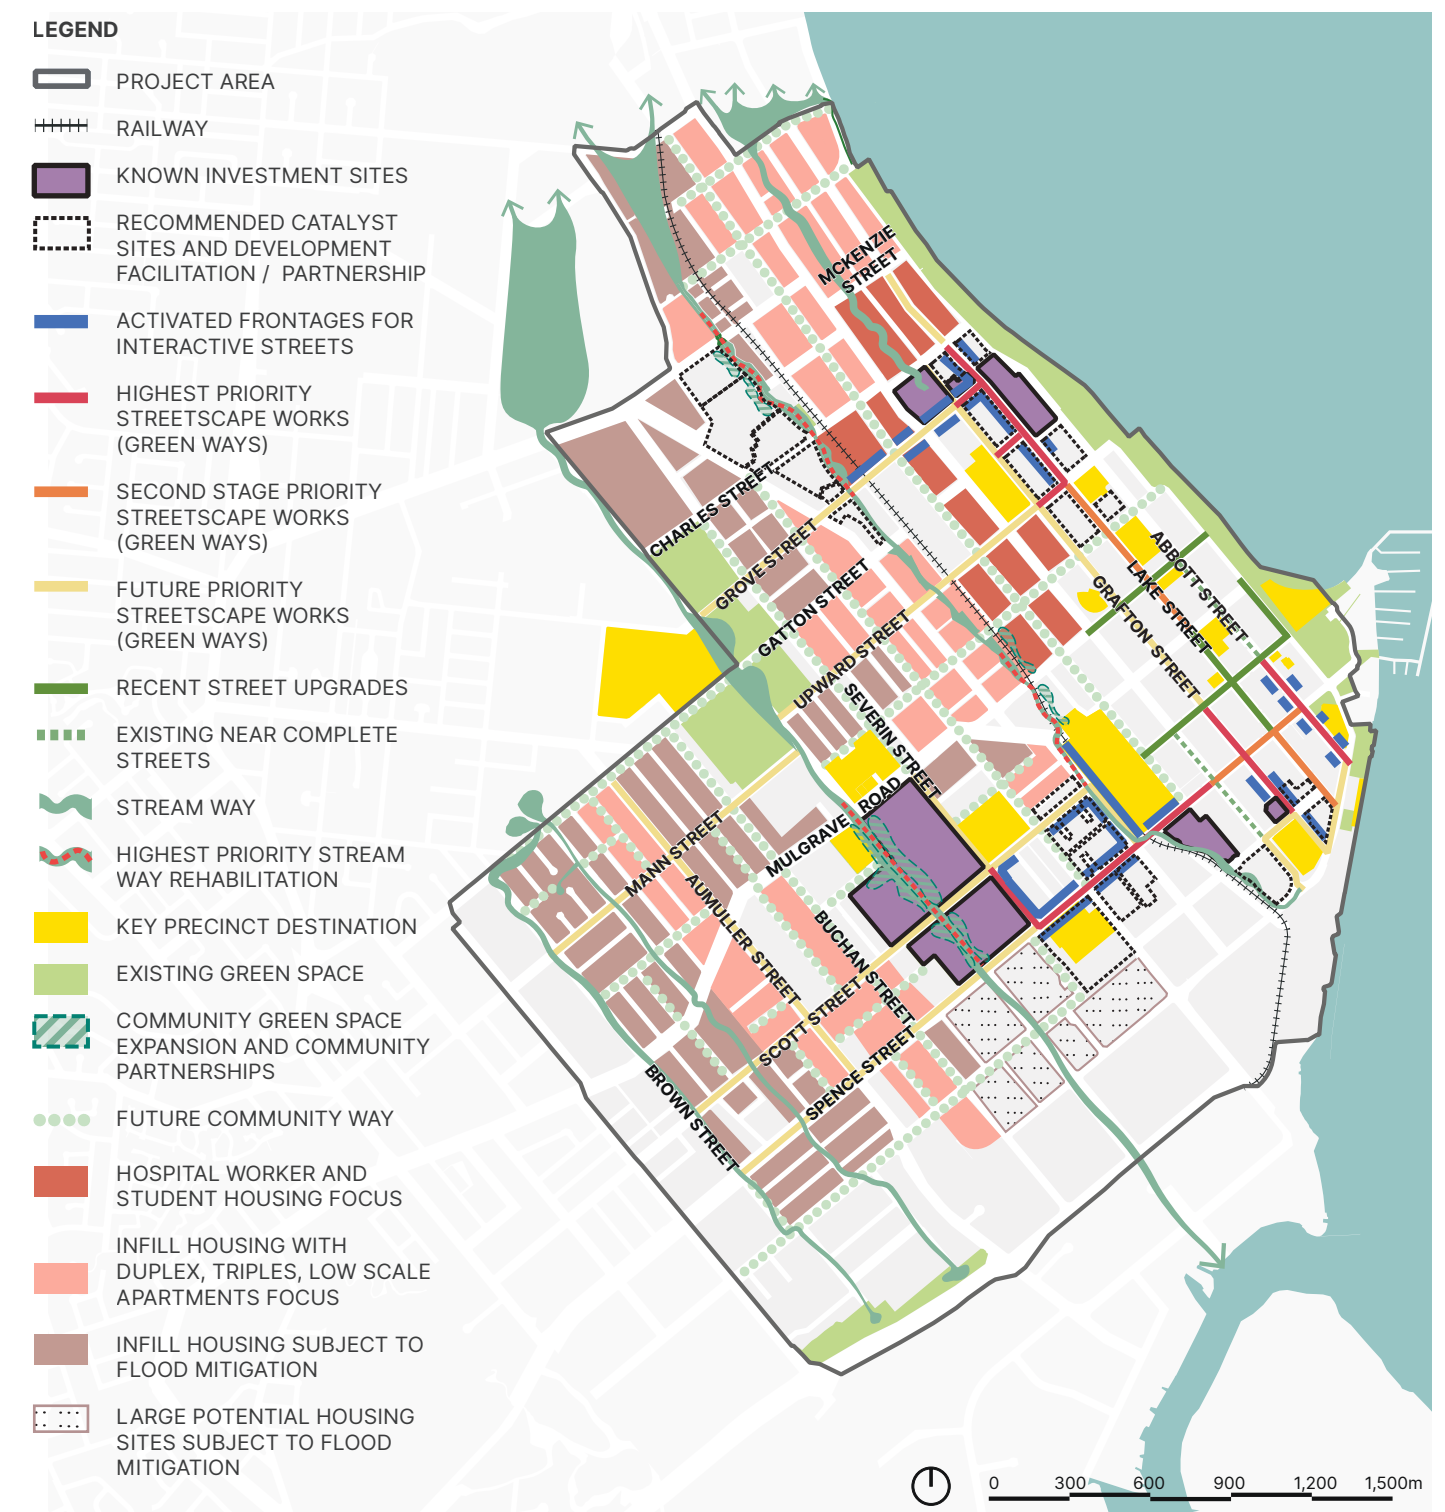 LEGEND
PROJECT AREA
RAILWAY
KNOWN INVESTMENT SITES
RECOMMENDED CATALYST
SITES AND DEVELOPMENT
FACILITATION / PARTNERSHIP
ACTIVATED FRONTAGES FOR
INTERACTIVE STREETS
HIGHEST PRIORITY
STREETSCAPE WORKS
(GREEN WAYS)
SECOND STAGE PRIORITY
STREETSCAPE WORKS
(GREEN WAYS)
FUTURE PRIORITY
STREETSCAPE WORKS
(GREEN WAYS)
RECENT STREET UPGRADES
EXISTING NEAR COMPLETE
STREETS
STREAM WAY
HIGHEST PRIORITY STREAM
WAY REHABILITATION
KEY PRECINCT DESTINATION
EXISTING GREEN SPACE
COMMUNITY GREEN SPACE
EXPANSION AND COMMUNITY
PARTNERSHIPS
FUTURE COMMUNITY WAY
HOSPITAL WORKER AND
STUDENT HOUSING FOCUS
INFILL HOUSING WITH
DUPLEX, TRIPLES, LOW SCALE
APARTMENTS FOCUS
INFILL HOUSING SUBJECT TO
FLOOD MITIGATION
LARGE POTENTIAL HOUSING
SITES SUBJECT TO FLOOD
MITIGATION
MCKENZIE
STREET
CHARLES STREET
GROVE STREET
GATTON STREET
UPWARD STREET
SEVERIN STREET
ABBOTT STREET
LAKE STREET
GRAFTON STREET
MULGRAVE ROAD
MANN STREET
AUMULLER STREET
BUCHAN STREET
SCOTT STREET
SPENCE STREET
BROWN STREET
0 300 600 900 1,200 1,500m